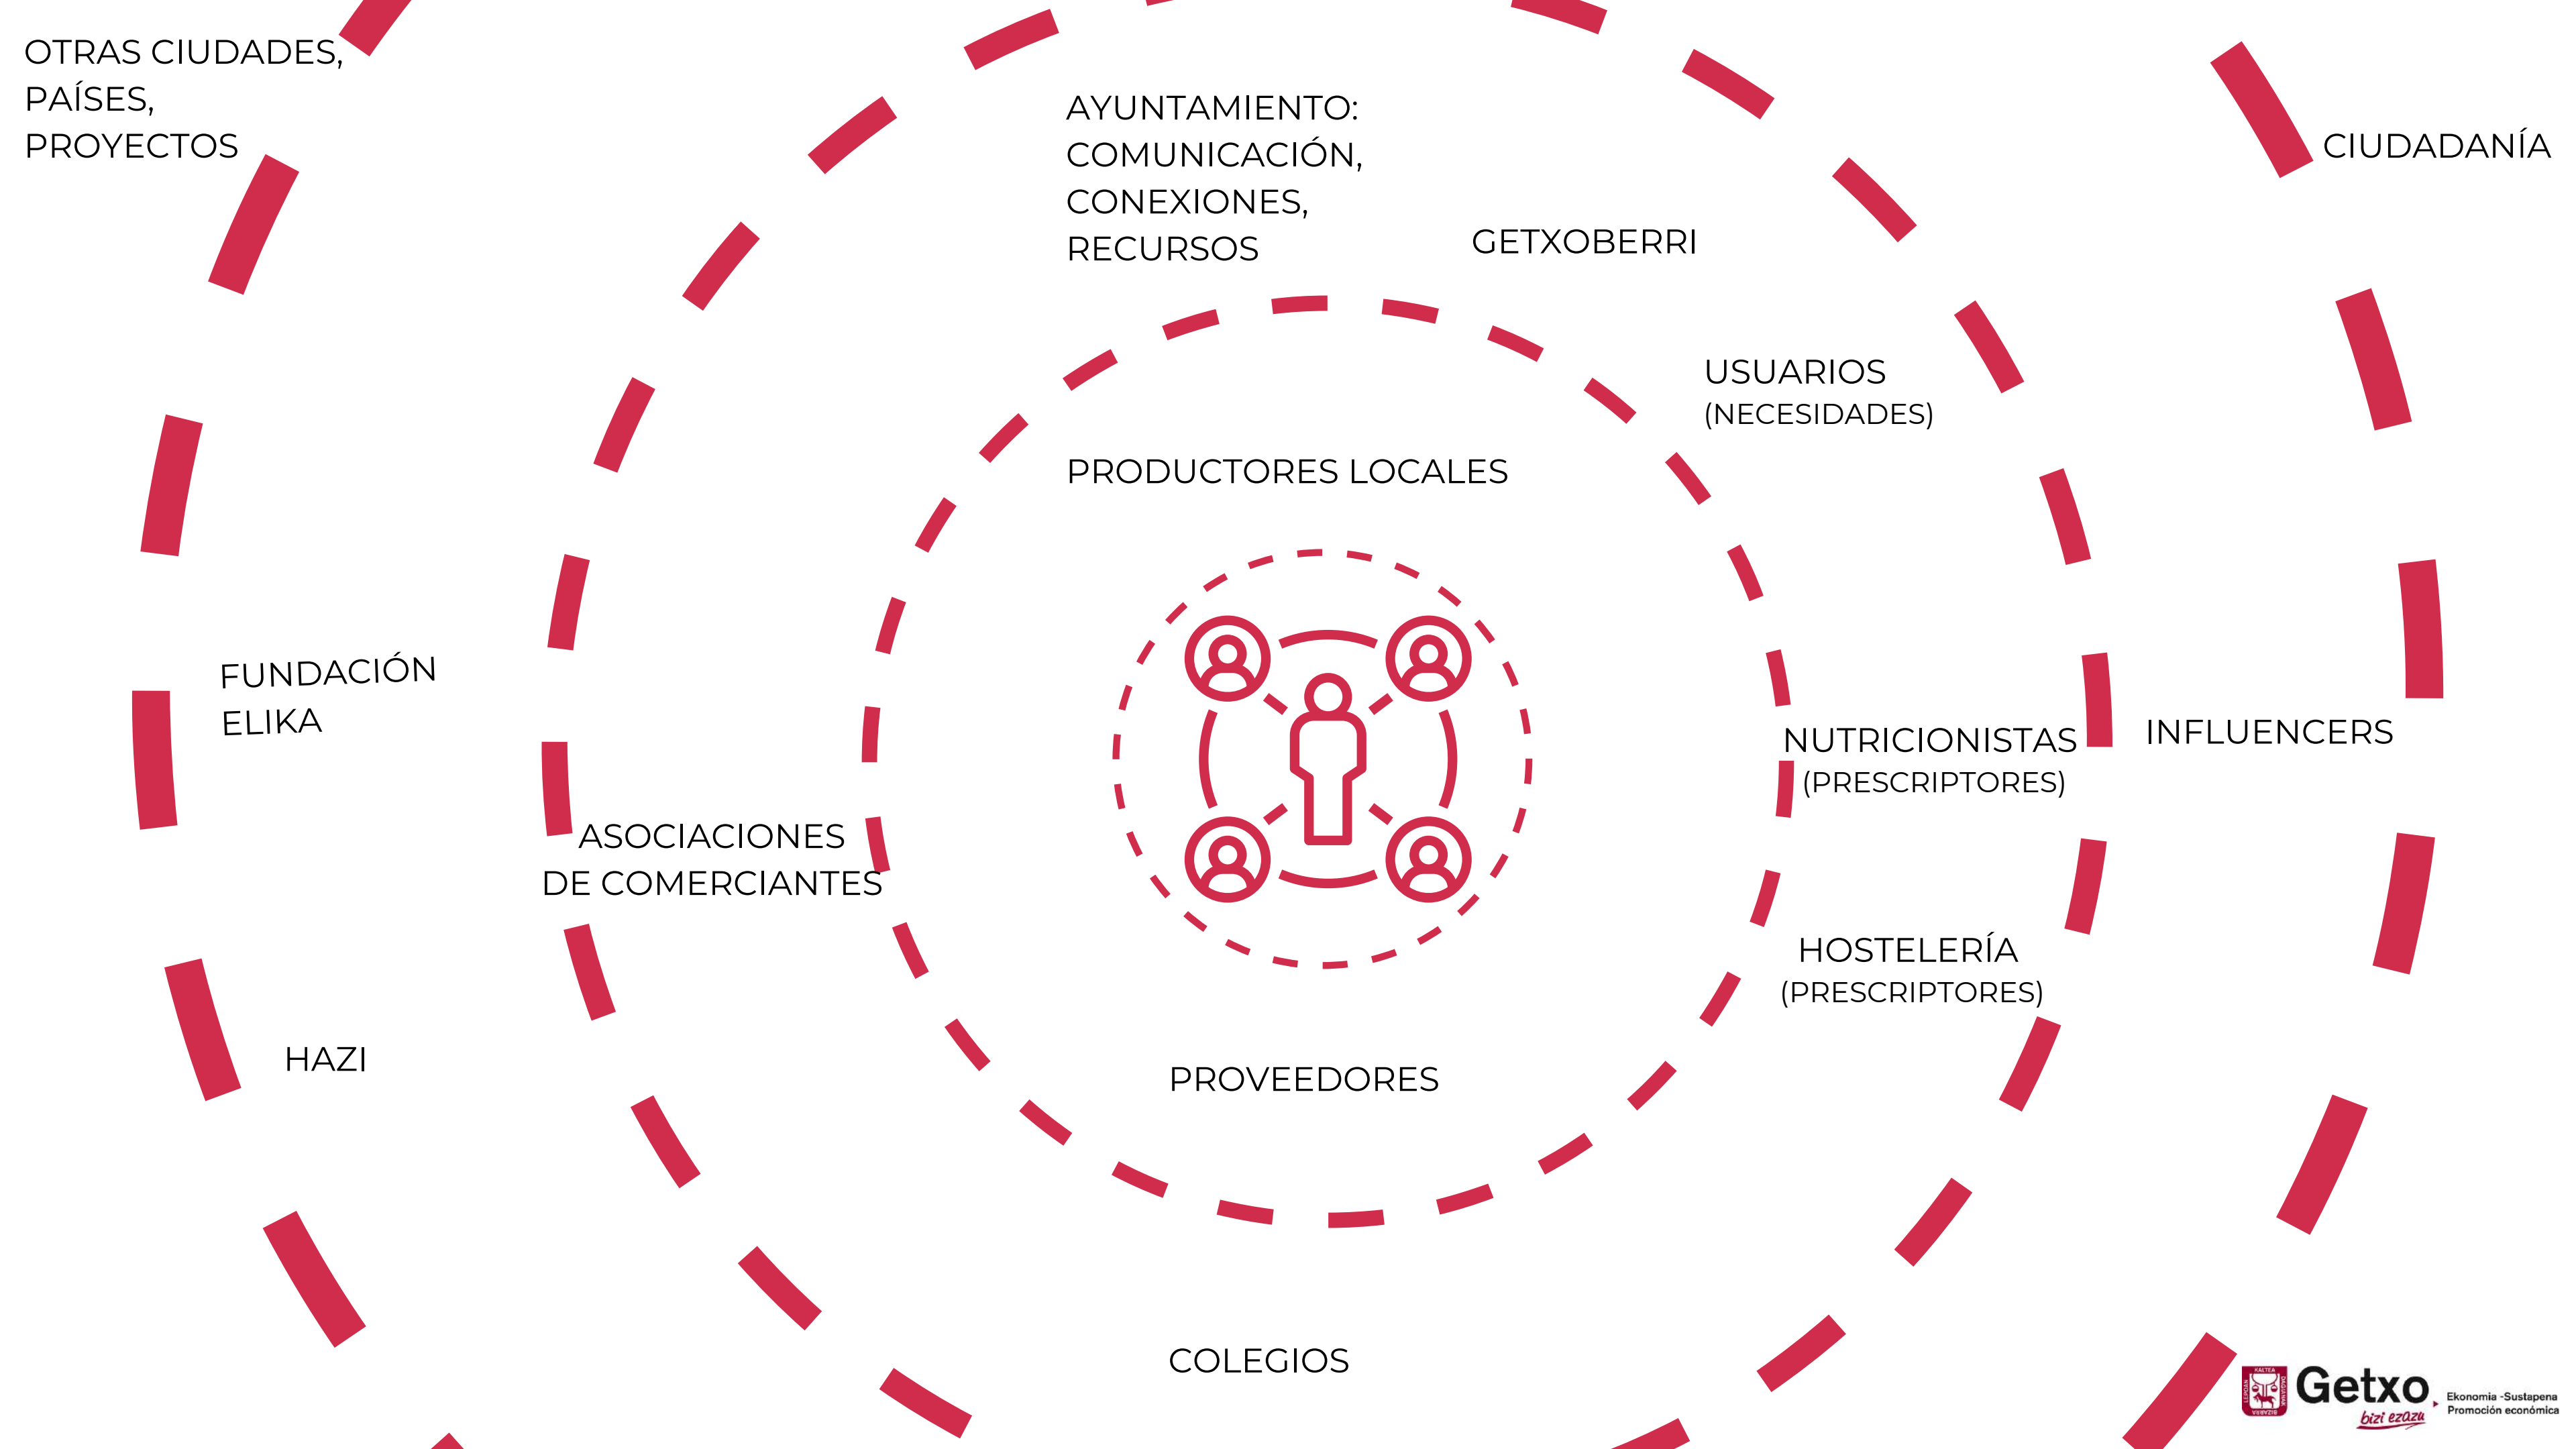 OTRAS CIUDADES,
PAÍSES,
PROYECTOS
AYUNTAMIENTO:
COMUNICACIÓN,
CONEXIONES,
RECURSOS
GETXOBERRI
CIUDADANÍA
USUARIOS
(NECESIDADES)
PRODUCTORES LOCALES
FUNDACIÓN
ELIKA
NUTRICIONISTAS
(PRESCRIPTORES)
INFLUENCERS
ASOCIACIONES
DE COMERCIANTES
HOSTELERÍA
(PRESCRIPTORES)
HAZI
PROVEEDORES
COLEGIOS
Getxo
bizi ezazu
Ekonomia -Sustapena
Promoción económica